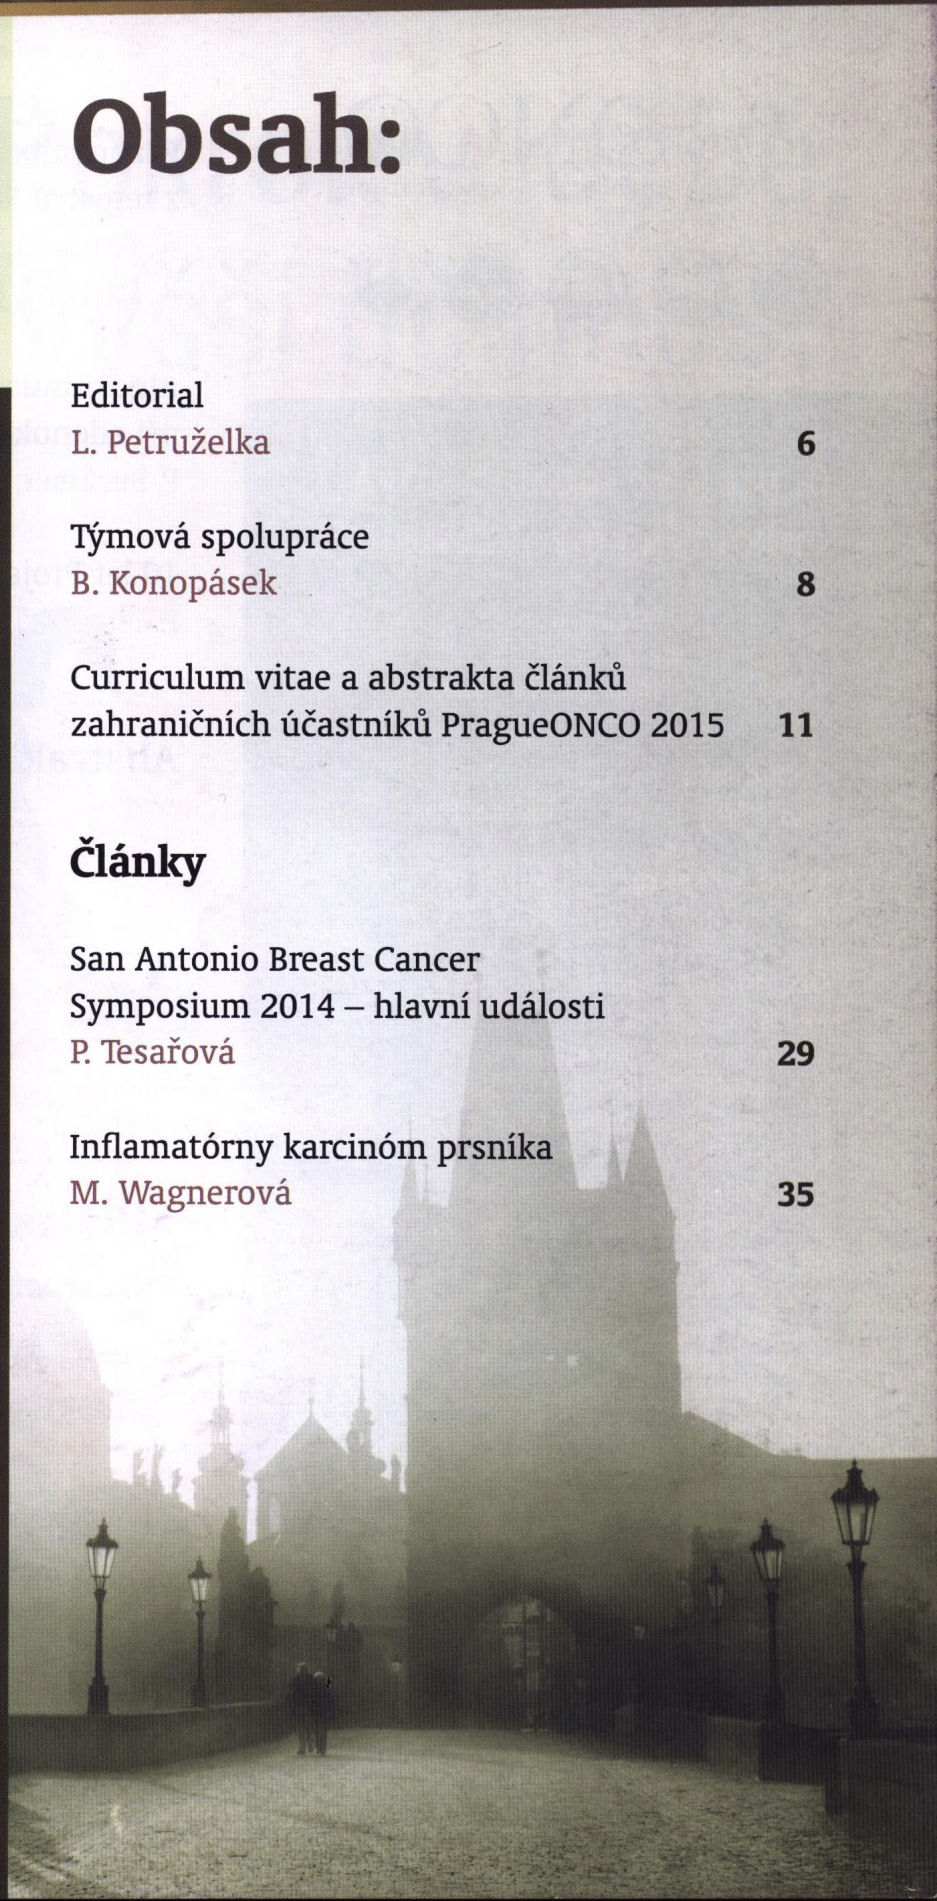 Obsah:
Editorial
L. Petruželka 6
Týmová spolupráce
B. Konopásek 8
Curriculum vitae a abstrakta článků
zahraničních účastníků PragueONCO 2015 11
Články
San Antonio Breast Cancer
Symposium 2014 – hlavní události
P. Tesařová 29
Inflamatórny karcinóm prsníka
M. Wagnerová 35